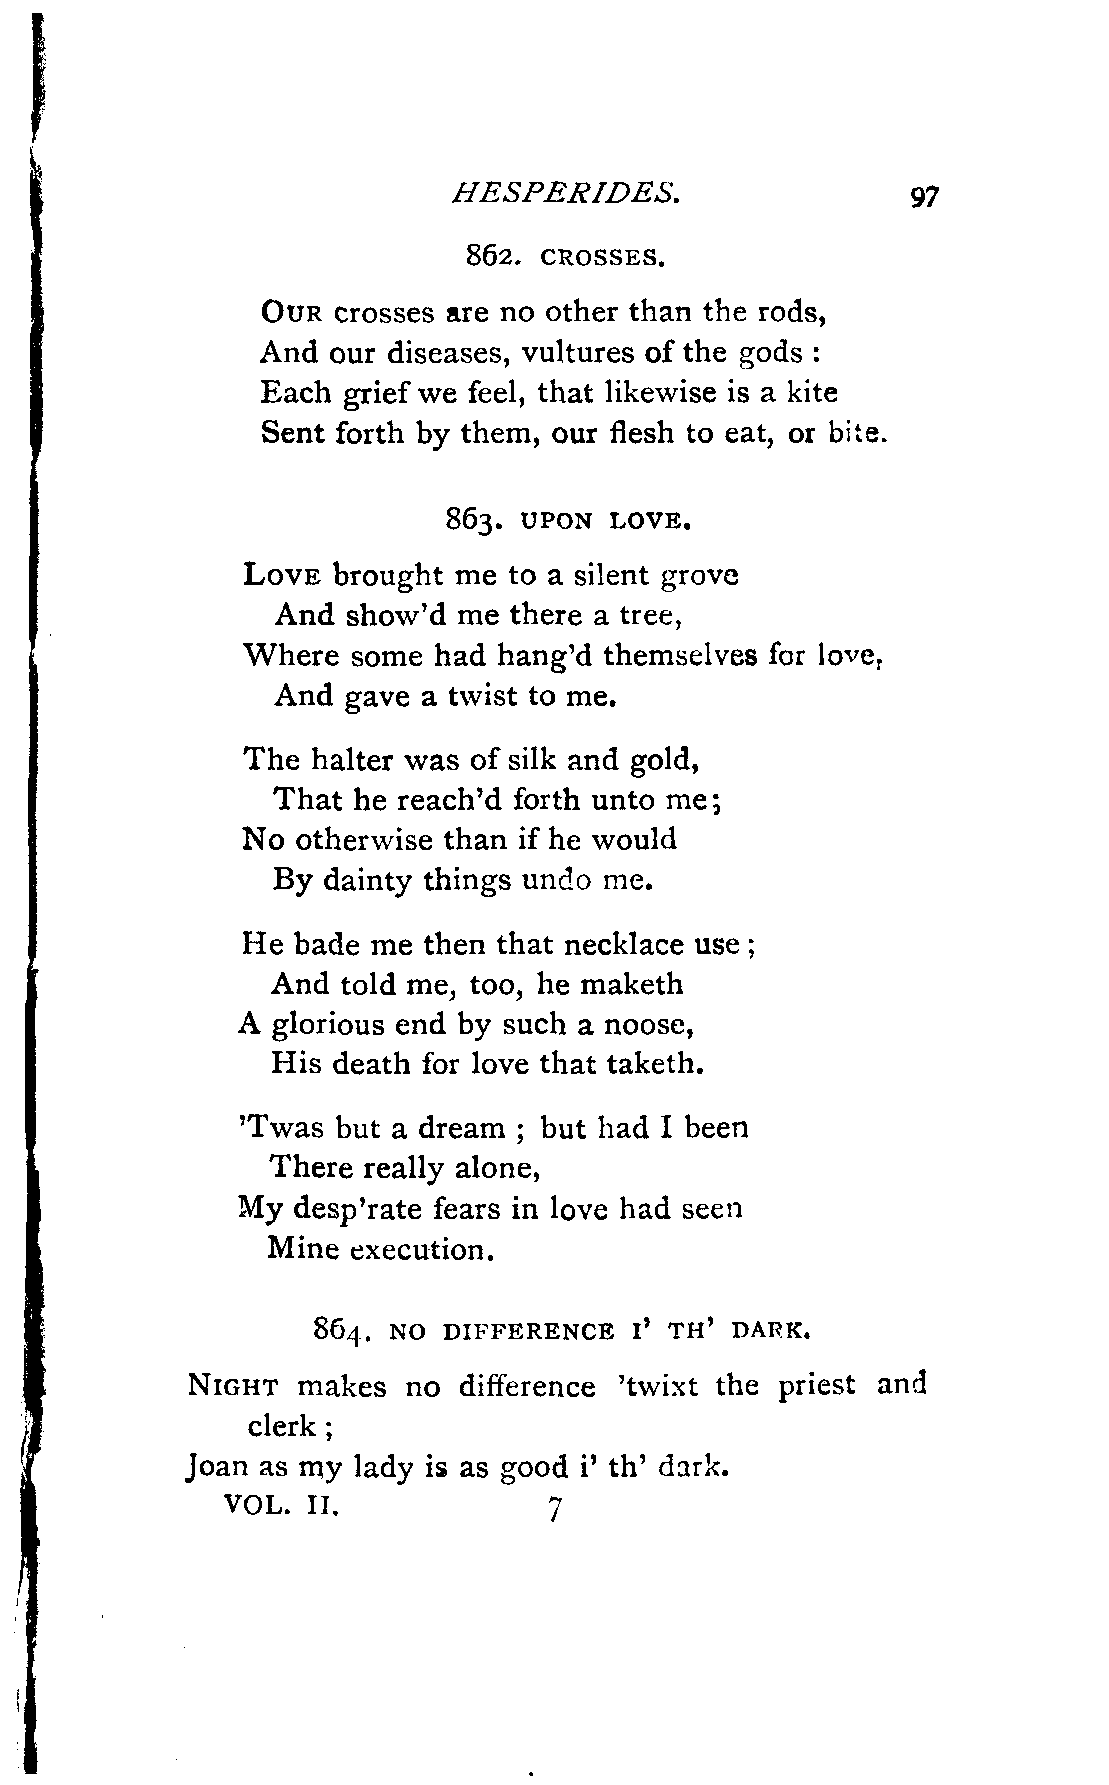 HESPERIDES. 97
862. CROSSES.
OUR crosses are no other than the rods,
And our diseases, vultures of the gods :
Each grief we feel, that likewise is a kite
Sent forth by them, our flesh to eat, or bite.
863. UPON LOVE.
LOVE brought me to a silent grove
And show'd me there a tree,
Where some had hang'd themselves for love,
And gave a twist to me.
The halter was of silk and gold,
That he reach'd forth unto me;
No otherwise than if he would
By dainty things undo me.
He bade me then that necklace use ;
And told me, too, he maketh
A glorious end by such a noose,
His death for love that taketh.
'Twas but a dream ; but had I been
There really alone,
My desp'rate fears in love had seen
Mine execution.
864. NO DIFFERENCE I' TH' DARK.
NIGHT makes no difference 'twixt the priest and
clerk ;
Joan as my lady is as good i' th' dark.
VOL. II. 7